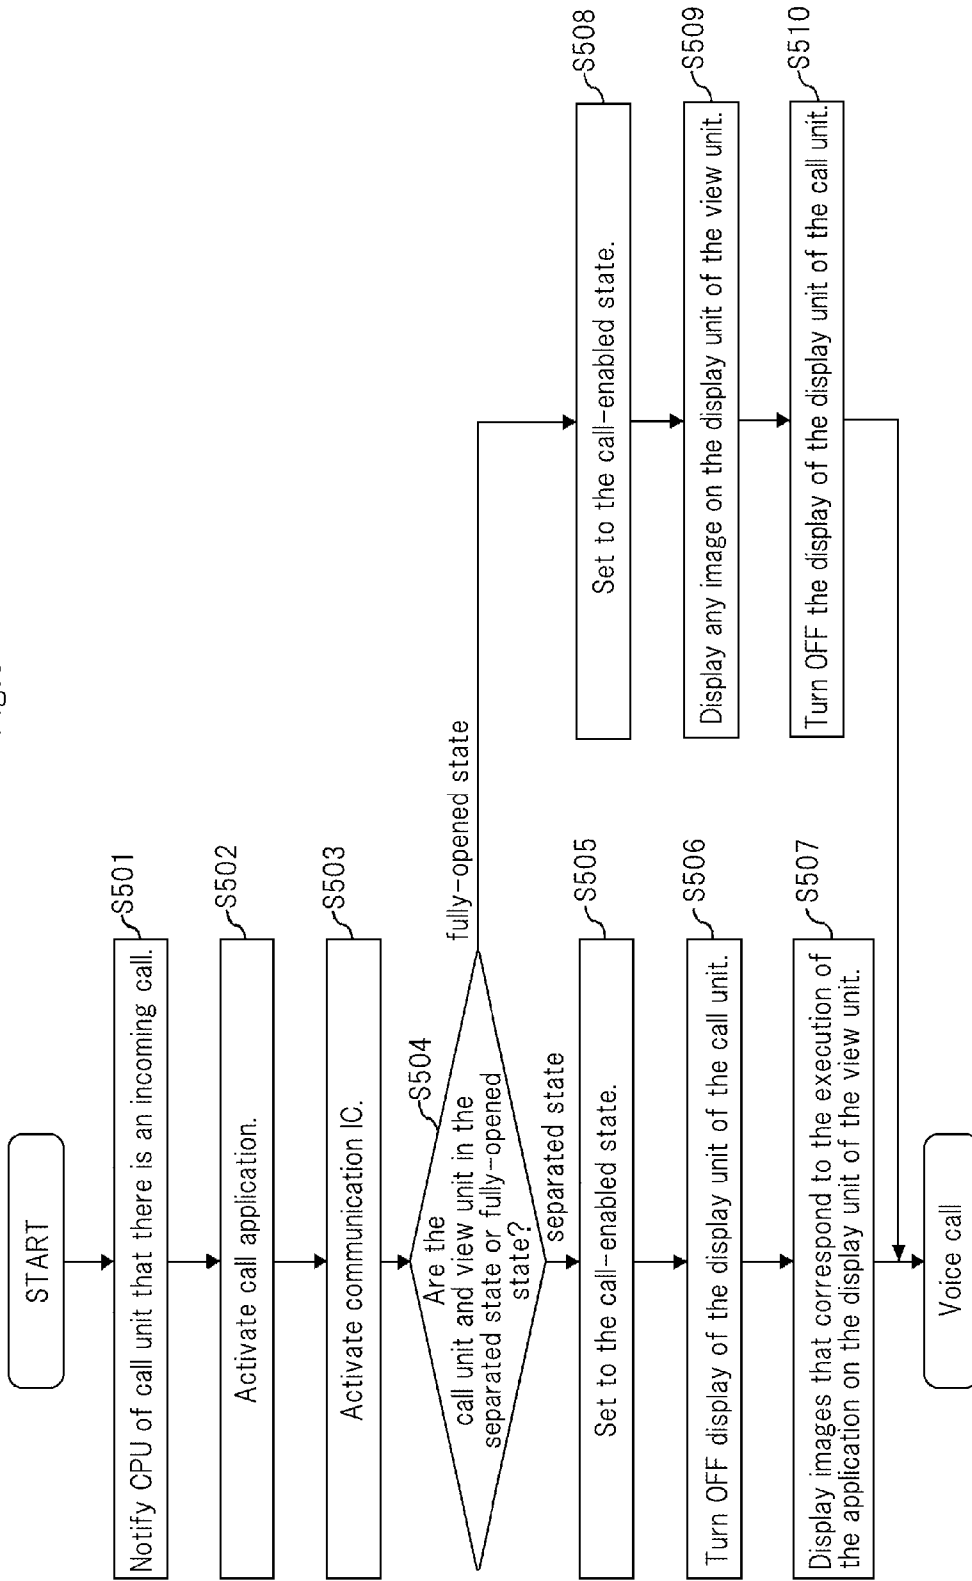 START
Notify CPU of call unit that there is an incoming call.
S501
Activate call application.
S502
Activate communication IC.
S503
S504
Are the
call unit and view unit in the
separated state or fully-opened
state?
fully-opened state
separated state
Set to the call-enabled state.
S505
Turn OFF display of the display unit of the call unit.
S506
Display images that correspond to the execution of
the application on the display unit of the view unit.
S507
Set to the call-enabled state.
S508
Display any image on the display unit of the view unit.
S509
Turn OFF the display of the display unit of the call unit.
S510
Voice call